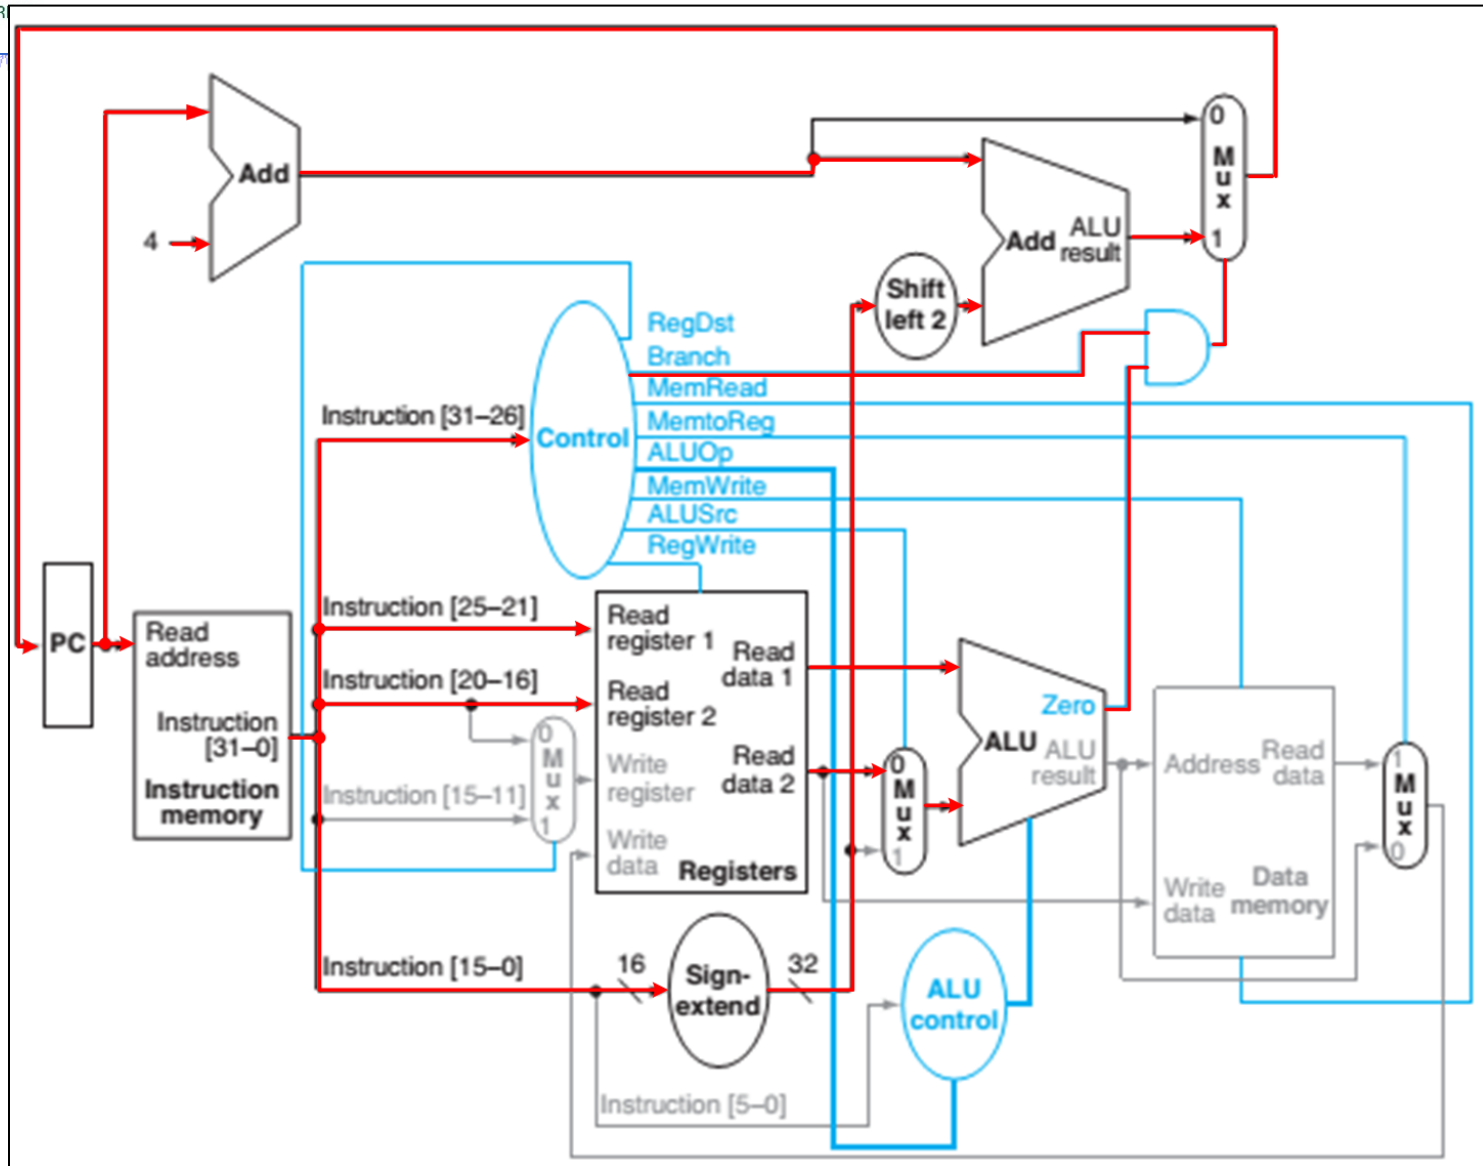 0
M
u
x
1
Add
4
Add
ALU
result
Shift
left 2
RegDst
Branch
MemRead
MemtoReg
ALUOp
MemWrite
ALUSrc
RegWrite
Instruction [31–26]
Control
PC
Read
address
Instruction
[31–0]
Instruction
memory
Instruction [25–21]
Instruction [20–16]
Instruction [15–11]
Instruction [15–0]
0
M
u
x
1
Read
register 1
Read
register 2
Write
register
Write
data
Read
data 1
Read
data 2
Registers
0
M
u
x
1
Zero
ALU
ALU
result
Address
Read
data
Write
data
Data
memory
1
M
u
x
0
16
Sign-
extend
32
ALU
control
Instruction [5–0]